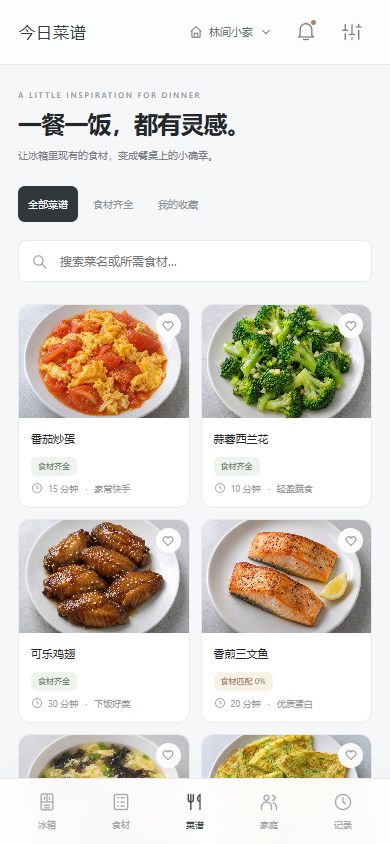 今日菜谱
林间小家
A LITTLE INSPIRATION FOR DINNER
一餐一饭，都有灵感。
让冰箱里现有的食材，变成餐桌上的小确幸。
全部菜谱 食材齐全 我的收藏
搜索菜名或所需食材...
番茄炒蛋
食材齐全
15 分钟 · 家常快手
蒜蓉西兰花
食材齐全
10 分钟 · 轻盈蔬食
可乐鸡翅
食材齐全
30 分钟 · 下饭好菜
香煎三文鱼
食材匹配 0%
20 分钟 · 优质蛋白
冰箱 食材 菜谱 家庭 记录